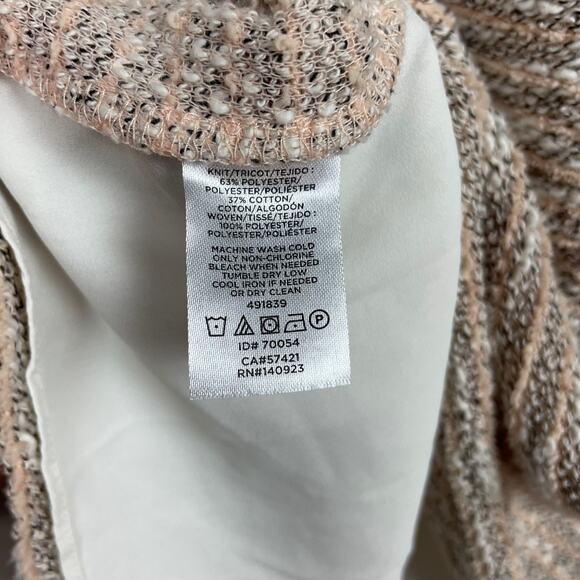 KNIT/TRICOT/TEJIDO :
63% POLYESTER/
POLYESTER/POLIÉSTER
37% COTTON/
COTON/ALGODÓN
WOVEN/TISSÉ/TEJIDO :
100% POLYESTER/
POLYESTER/POLIÉSTER
MACHINE WASH COLD
ONLY NON-CHLORINE
BLEACH WHEN NEEDED
TUMBLE DRY LOW
COOL IRON IF NEEDED
OR DRY CLEAN
491839
P
ID# 70054
CA#57421
RN#140923